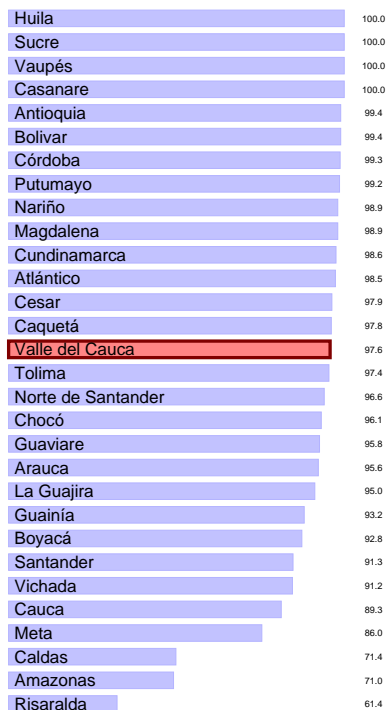 Huila 100.0
Sucre 100.0
Vaupés 100.0
Casanare 100.0
Antioquia 99.4
Bolivar 99.4
Córdoba 99.3
Putumayo 99.2
Nariño 98.9
Magdalena 98.9
Cundinamarca 98.6
Atlántico 98.5
Cesar 97.9
Caquetá 97.8
Valle del Cauca 97.6
Tolima 97.4
Norte de Santander 96.6
Chocó 96.1
Guaviare 95.8
Arauca 95.6
La Guajira 95.0
Guainía 93.2
Boyacá 92.8
Santander 91.3
Vichada 91.2
Cauca 89.3
Meta 86.0
Caldas 71.4
Amazonas 71.0
Risaralda 61.4